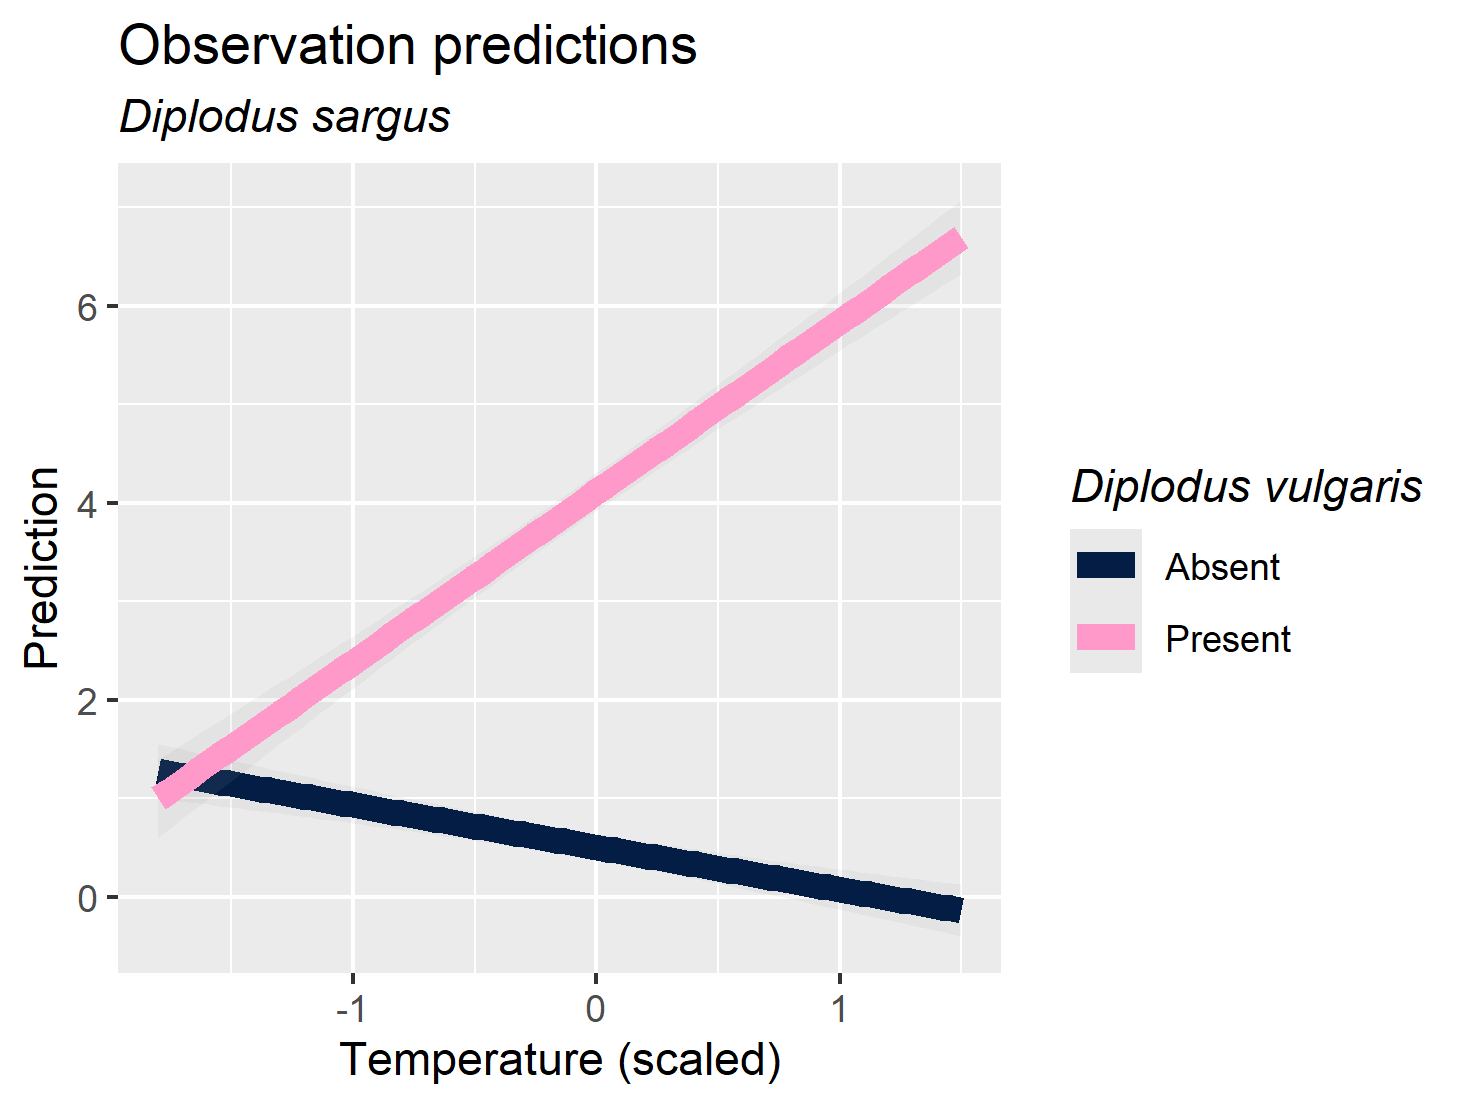 Observation predictions
Diplodus sargus
Prediction
6
4
2
0
-1
0
1
Temperature (scaled)
Diplodus vulgaris
Absent
Present